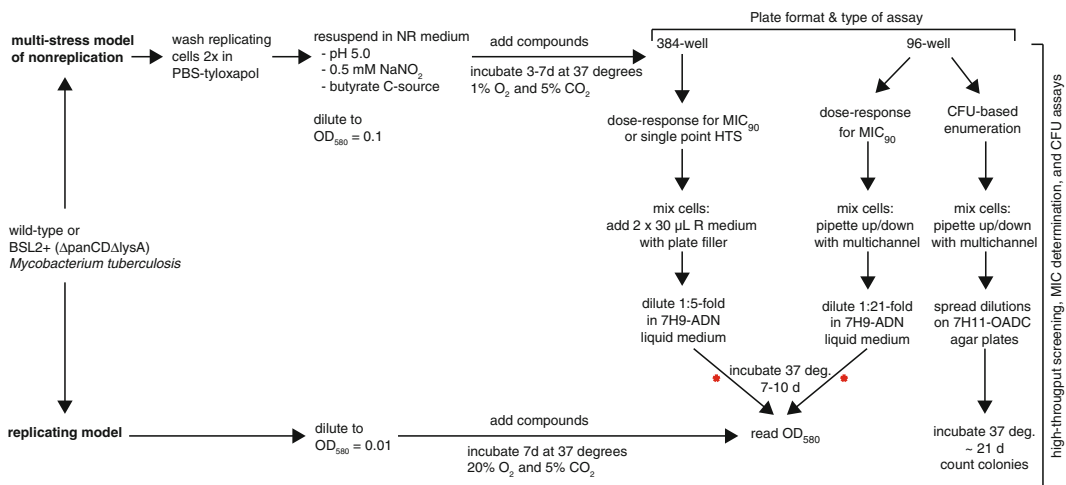 Plate format & type of assay
multi-stress model
of nonreplication
wash replicating
cells 2x in
PBS-tyloxapol
resuspend in NR medium
- pH 5.0
- 0.5 mM NaNO₂
- butyrate C-source
dilute to
OD₅₈₀ = 0.1
add compounds
incubate 3-7d at 37 degrees
1% O₂ and 5% CO₂
384-well
96-well
dose-response for MIC₉₀
or single point HTS
dose-response
for MIC₉₀
CFU-based
enumeration
mix cells:
add 2 x 30 µL R medium
with plate filler
mix cells:
pipette up/down
with multichannel
mix cells:
pipette up/down
with multichannel
dilute 1:5-fold
in 7H9-ADN
liquid medium
dilute 1:21-fold
in 7H9-ADN
liquid medium
spread dilutions
on 7H11-OADC
agar plates
* incubate 37 deg. *
7-10 d
wild-type or
BSL2+ (ΔpanCDΔlysA)
Mycobacterium tuberculosis
replicating model
dilute to
OD₅₈₀ = 0.01
add compounds
incubate 7d at 37 degrees
20% O₂ and 5% CO₂
read OD₅₈₀
incubate 37 deg.
~ 21 d
count colonies
high-througput screening, MIC determination, and CFU assays